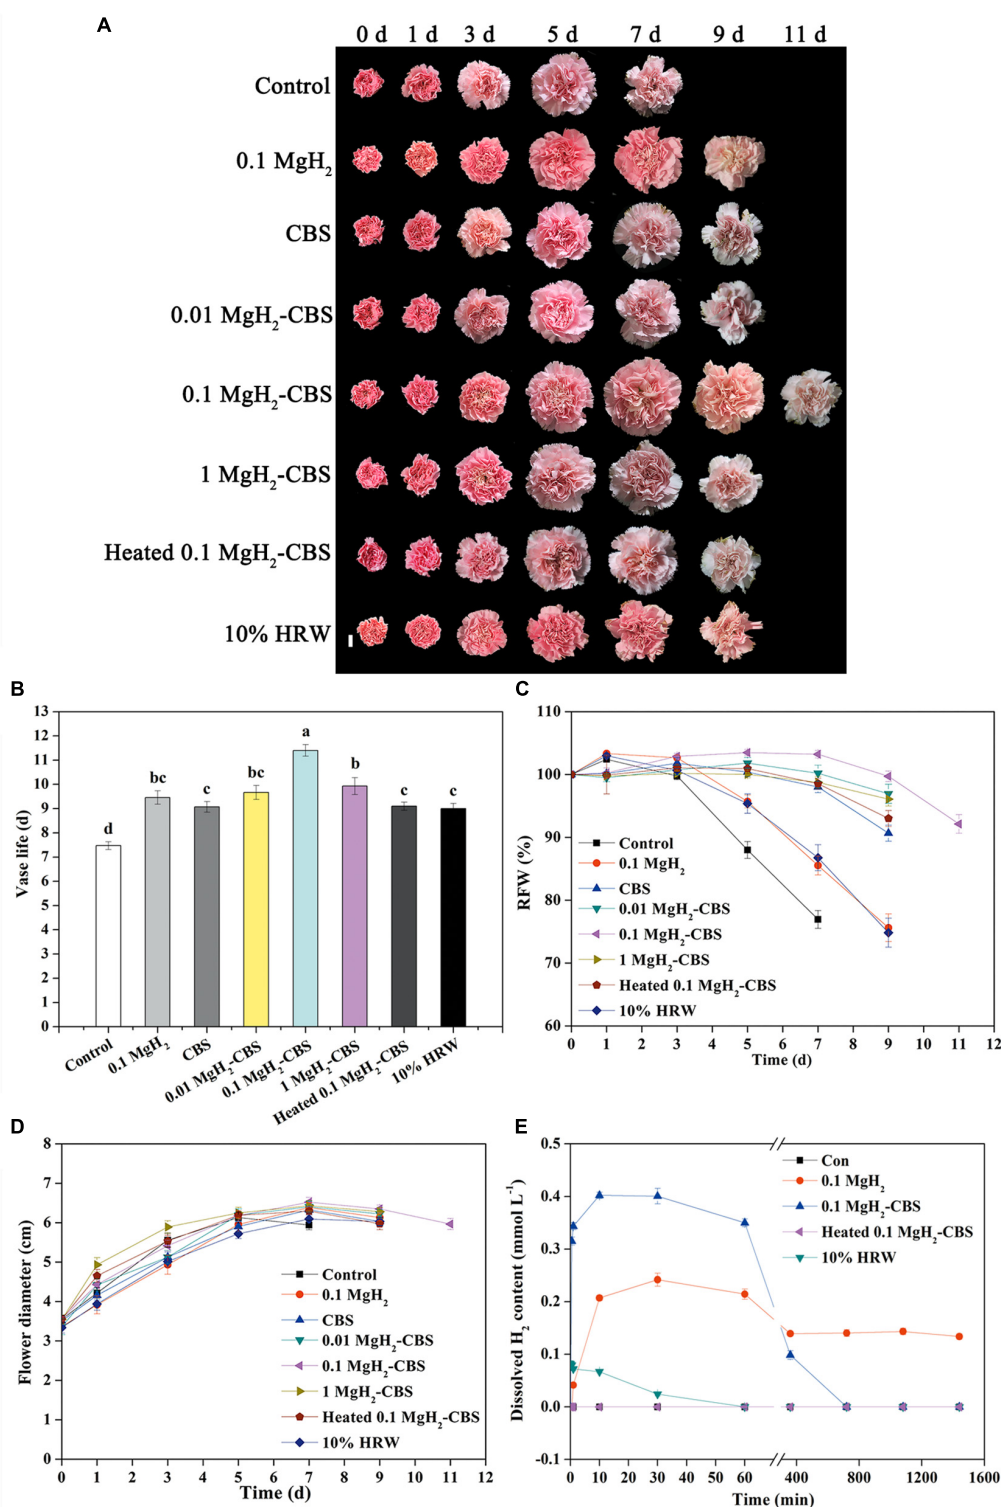 A
0 d 1 d 3 d 5 d 7 d 9 d 11 d
Control
0.1 MgH₂
CBS
0.01 MgH₂-CBS
0.1 MgH₂-CBS
1 MgH₂-CBS
Heated 0.1 MgH₂-CBS
10% HRW
B
Vase life (d)
13
12
11
10
9
8
7
6
5
4
3
2
1
0
d
bc
c
bc
a
b
c
c
Control
0.1 MgH₂
CBS
0.01 MgH₂-CBS
0.1 MgH₂-CBS
1 MgH₂-CBS
Heated 0.1 MgH₂-CBS
10% HRW
C
RFW (%)
110
100
90
80
70
60
Control
0.1 MgH₂
CBS
0.01 MgH₂-CBS
0.1 MgH₂-CBS
1 MgH₂-CBS
Heated 0.1 MgH₂-CBS
10% HRW
0 1 2 3 4 5 6 7 8 9 10 11 12
Time (d)
D
Flower diameter (cm)
8
7
6
5
4
3
2
1
0
Control
0.1 MgH₂
CBS
0.01 MgH₂-CBS
0.1 MgH₂-CBS
1 MgH₂-CBS
Heated 0.1 MgH₂-CBS
10% HRW
0 1 2 3 4 5 6 7 8 9 10 11 12
Time (d)
E
Dissolved H₂ content (mmol L⁻¹)
0.5
0.4
0.3
0.2
0.1
0.0
-0.1
Con
0.1 MgH₂
0.1 MgH₂-CBS
Heated 0.1 MgH₂-CBS
10% HRW
0 10 20 30 40 50 60 400 800 1200 1600
Time (min)